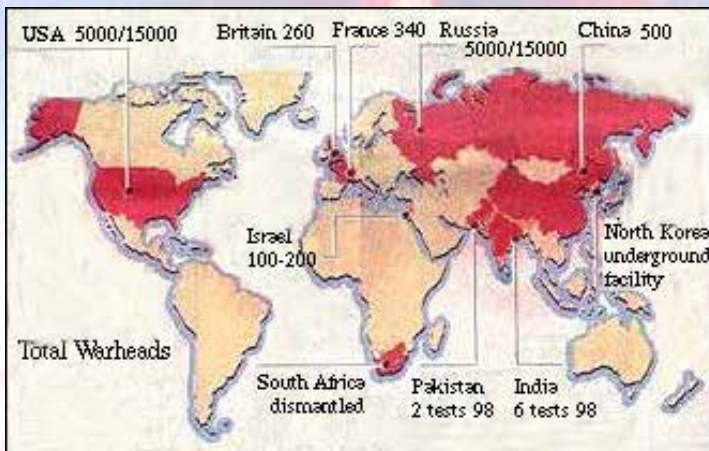 USA 5000/15000
Britain 260
France 340
Russia
5000/15000
China 500
Israel
100-200
North Korea
underground
facility
Total Warheads
South Africa
dismantled
Pakistan
2 tests 98
India
6 tests 98